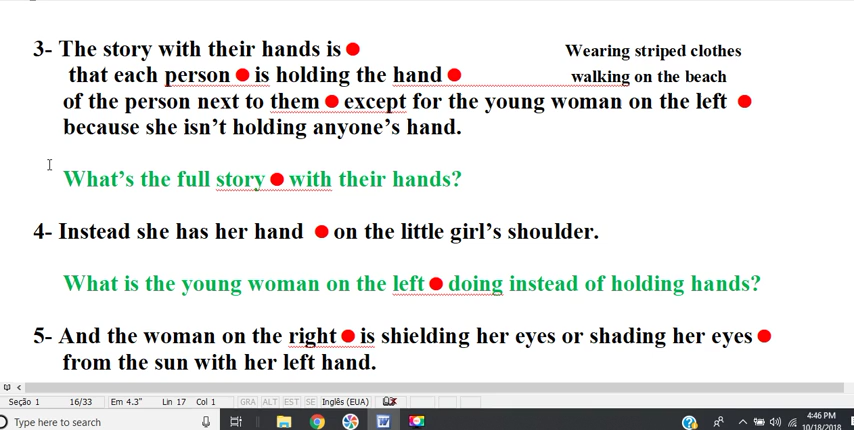 3- The story with their hands is
Wearing striped clothes
that each person is holding the hand
walking on the beach
of the person next to them except for the young woman on the left
because she isn’t holding anyone’s hand.
What’s the full story with their hands?
4- Instead she has her hand on the little girl’s shoulder.
What is the young woman on the left doing instead of holding hands?
5- And the woman on the right is shielding her eyes or shading her eyes
from the sun with her left hand.
Seção 1 16/33 Em 4.3" Lin 17 Col 1 GRA ALT EST SE Inglês (EUA)
4:46 PM
Type here to search
10/18/2018